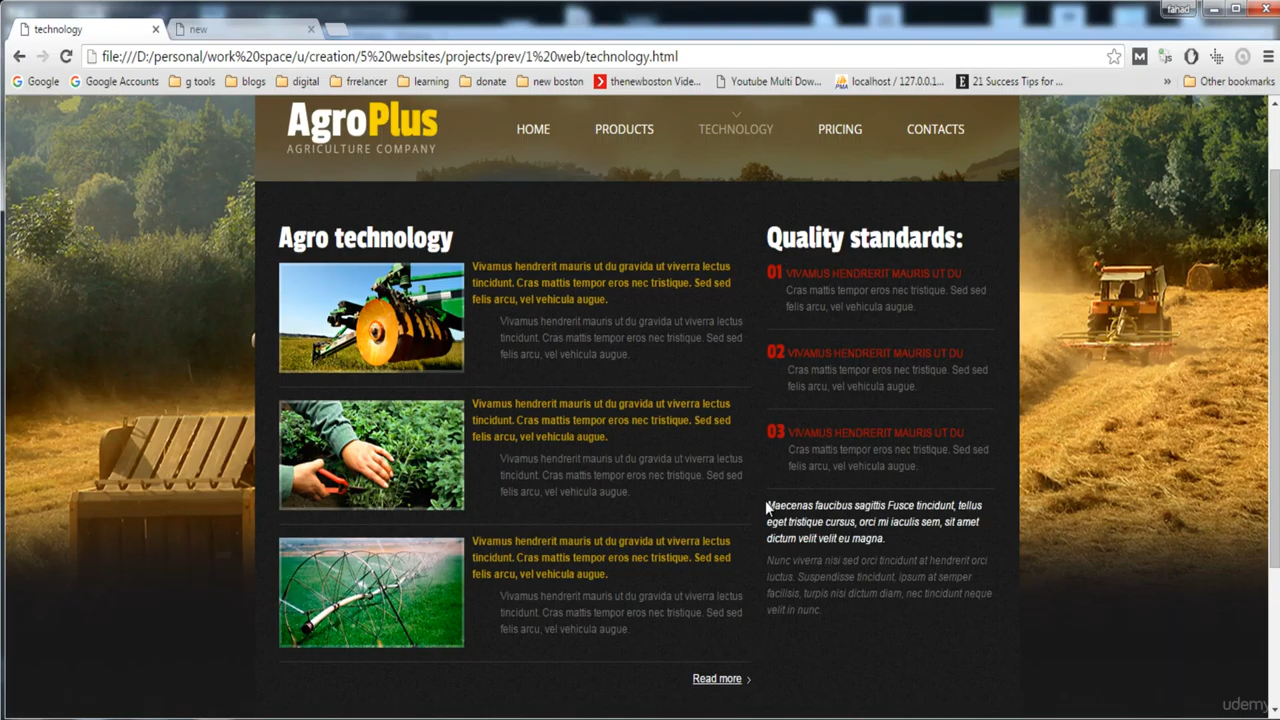 fahad
technology
new
file:///D:/personal/work%20space/u/creation/5%20websites/projects/prev/1%20web/technology.html
Google
Google Accounts
g tools
blogs
digital
frrelancer
learning
donate
new boston
thenewboston Vide...
Youtube Multi Dow...
localhost / 127.0.0.1...
21 Success Tips for ...
»
Other bookmarks
AgroPlus
AGRICULTURE COMPANY
HOME
PRODUCTS
TECHNOLOGY
PRICING
CONTACTS
Agro technology
Vivamus hendrerit mauris ut du gravida ut viverra lectus
tincidunt. Cras mattis tempor eros nec tristique. Sed sed
felis arcu, vel vehicula augue.
Vivamus hendrerit mauris ut du gravida ut viverra lectus
tincidunt. Cras mattis tempor eros nec tristique. Sed sed
felis arcu, vel vehicula augue.
Vivamus hendrerit mauris ut du gravida ut viverra lectus
tincidunt. Cras mattis tempor eros nec tristique. Sed sed
felis arcu, vel vehicula augue.
Vivamus hendrerit mauris ut du gravida ut viverra lectus
tincidunt. Cras mattis tempor eros nec tristique. Sed sed
felis arcu, vel vehicula augue.
Vivamus hendrerit mauris ut du gravida ut viverra lectus
tincidunt. Cras mattis tempor eros nec tristique. Sed sed
felis arcu, vel vehicula augue.
Vivamus hendrerit mauris ut du gravida ut viverra lectus
tincidunt. Cras mattis tempor eros nec tristique. Sed sed
felis arcu, vel vehicula augue.
Read more
Quality standards:
01 VIVAMUS HENDRERIT MAURIS UT DU
Cras mattis tempor eros nec tristique. Sed sed
felis arcu, vel vehicula augue.
02 VIVAMUS HENDRERIT MAURIS UT DU
Cras mattis tempor eros nec tristique. Sed sed
felis arcu, vel vehicula augue.
03 VIVAMUS HENDRERIT MAURIS UT DU
Cras mattis tempor eros nec tristique. Sed sed
felis arcu, vel vehicula augue.
Maecenas faucibus sagittis Fusce tincidunt, tellus
eget tristique cursus, orci mi iaculis sem, sit amet
dictum velit velit eu magna.
Nunc viverra nisi sed orci tincidunt at hendrerit orci
luctus. Suspendisse tincidunt, ipsum at semper
facilisis, turpis nisi dictum diam, nec tincidunt neque
velit in nunc.
udemy